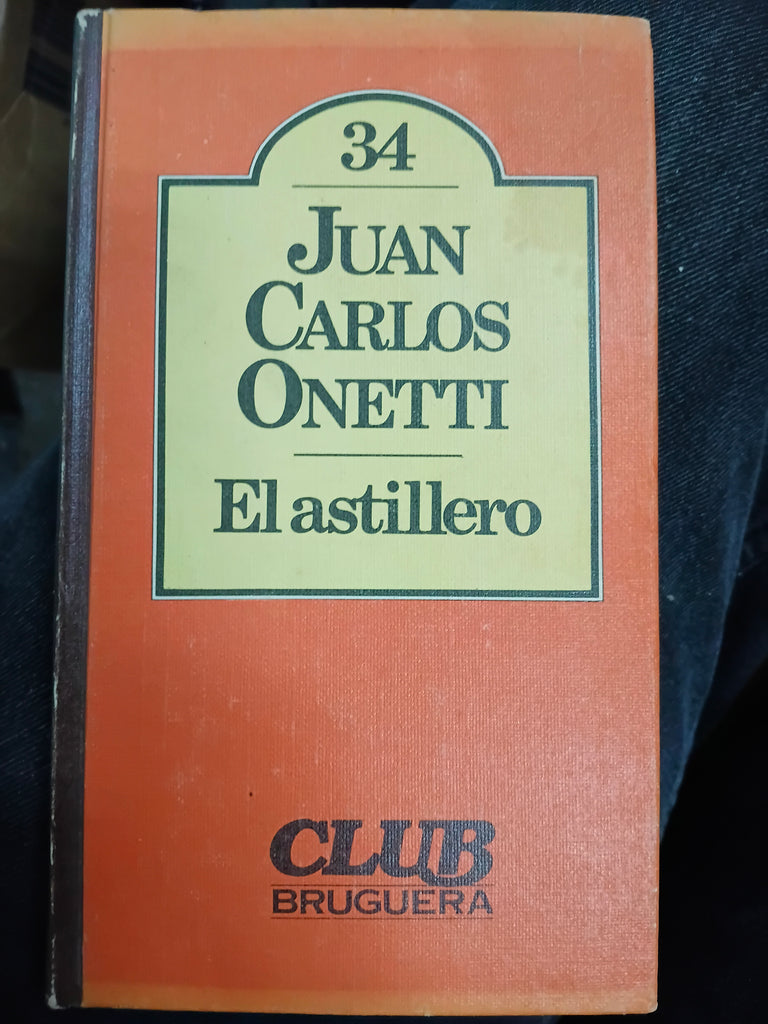 34
JUAN
CARLOS
ONETTI
El astillero
CLUB
BRUGUERA